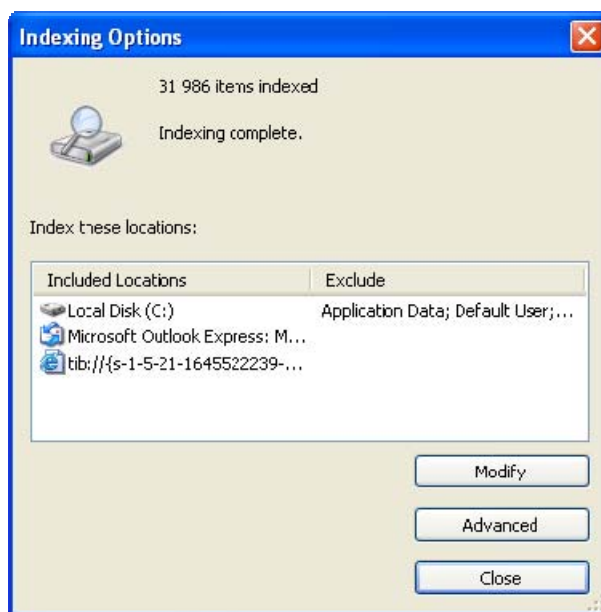 Indexing Options
31 986 items indexed
Indexing complete.
Index these locations:
Included Locations Exclude
Local Disk (C:) Application Data; Default User;...
Microsoft Outlook Express: M...
tib://{s-1-5-21-1645522239-...
Modify
Advanced
Close